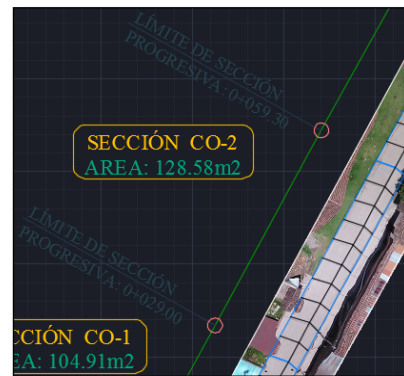 LÍMITE DE SECCIÓN
PROGRESIVA: 0+059.30
SECCIÓN CO-2
AREA: 128.58m2
LÍMITE DE SECCIÓN
PROGRESIVA: 0+029.00
CCIÓN CO-1
EA: 104.91m2